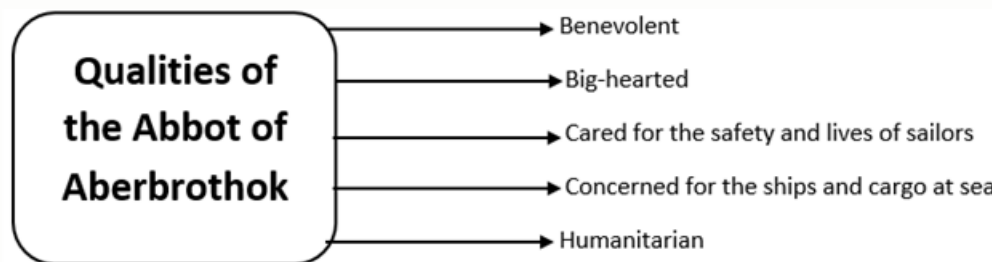 Qualities of
the Abbot of
Aberbrothok
Benevolent
Big-hearted
Cared for the safety and lives of sailors
Concerned for the ships and cargo at sea
Humanitarian